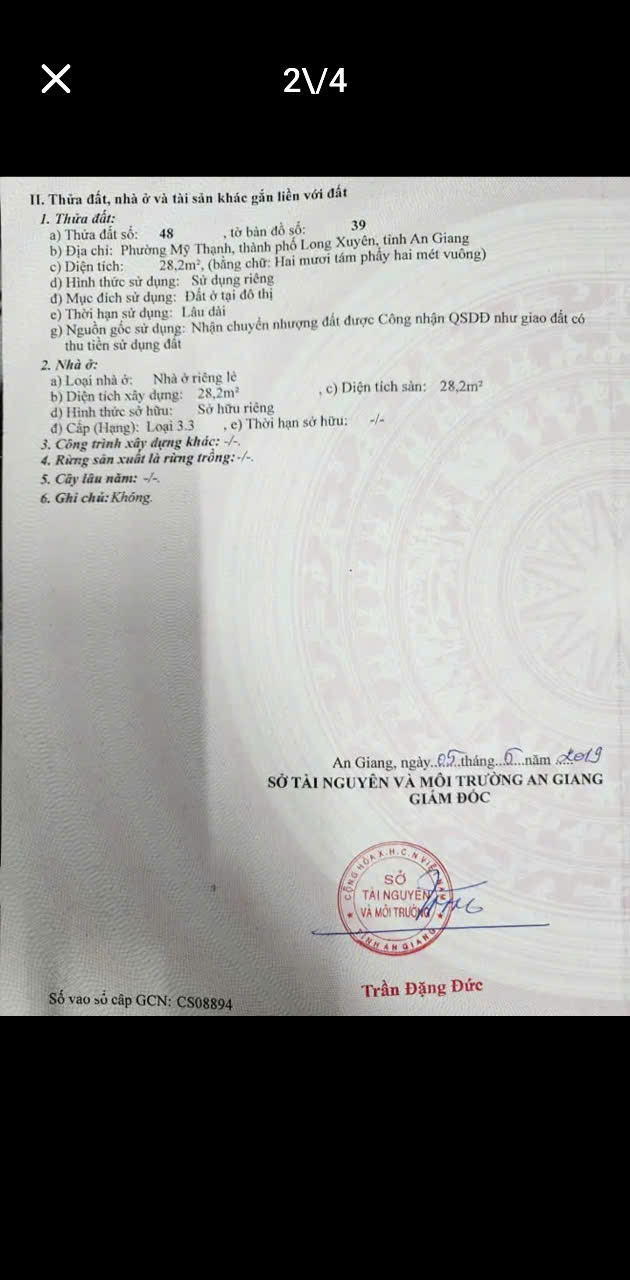 2\/4
II. Thửa đất, nhà ở và tài sản khác gắn liền với đất
1. Thửa đất:
a) Thửa đất số: 48 , tờ bản đồ số: 39
b) Địa chỉ: Phường Mỹ Thạnh, thành phố Long Xuyên, tỉnh An Giang
c) Diện tích: 28,2m², (bằng chữ: Hai mươi tám phẩy hai mét vuông)
d) Hình thức sử dụng: Sử dụng riêng
đ) Mục đích sử dụng: Đất ở tại đô thị
e) Thời hạn sử dụng: Lâu dài
g) Nguồn gốc sử dụng: Nhận chuyển nhượng đất được Công nhận QSDĐ như giao đất có
thu tiền sử dụng đất
2. Nhà ở:
a) Loại nhà ở: Nhà ở riêng lẻ
b) Diện tích xây dựng: 28,2m² , c) Diện tích sàn: 28,2m²
d) Hình thức sở hữu: Sở hữu riêng
đ) Cấp (Hạng): Loại 3.3 , e) Thời hạn sở hữu: -/-
3. Công trình xây dựng khác: -/-.
4. Rừng sản xuất là rừng trồng: -/-.
5. Cây lâu năm: -/-.
6. Ghi chú: Không.
An Giang, ngày..05..tháng..6..năm ..2019
SỞ TÀI NGUYÊN VÀ MÔI TRƯỜNG AN GIANG
GIÁM ĐỐC
CỘNG HÒA X.H.C.N VIỆT NAM
SỞ
TÀI NGUYÊN
VÀ MÔI TRƯỜNG
TỈNH AN GIANG
Trần Đặng Đức
Số vào sổ cấp GCN: CS08894